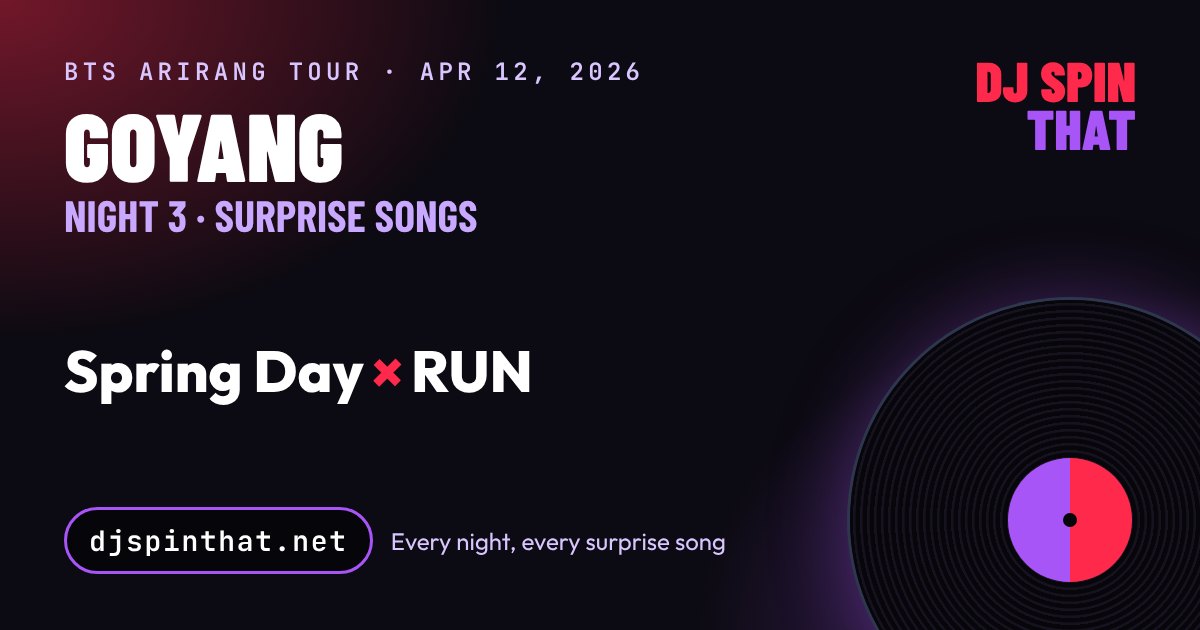 BTS ARIRANG TOUR · APR 12, 2026
GOYANG
NIGHT 3 · SURPRISE SONGS
DJ SPIN
THAT
Spring Day × RUN
djspinthat.net
Every night, every surprise song